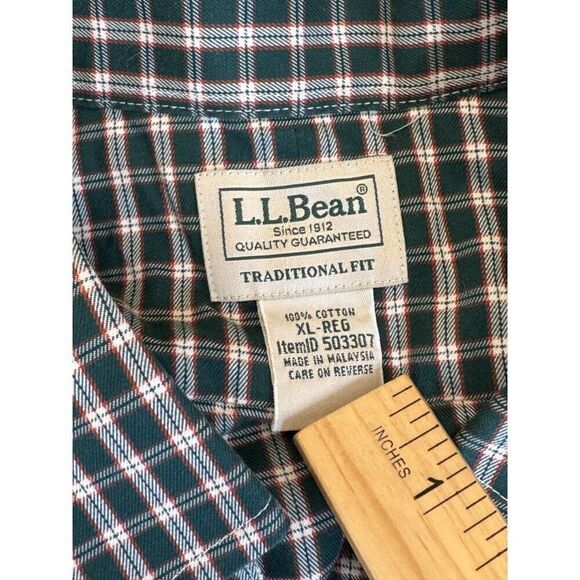 L.L.Bean®
Since 1912
QUALITY GUARANTEED
TRADITIONAL FIT
100% COTTON
XL-REG
ItemID 503307
MADE IN MALAYSIA
CARE ON REVERSE
INCHES
1